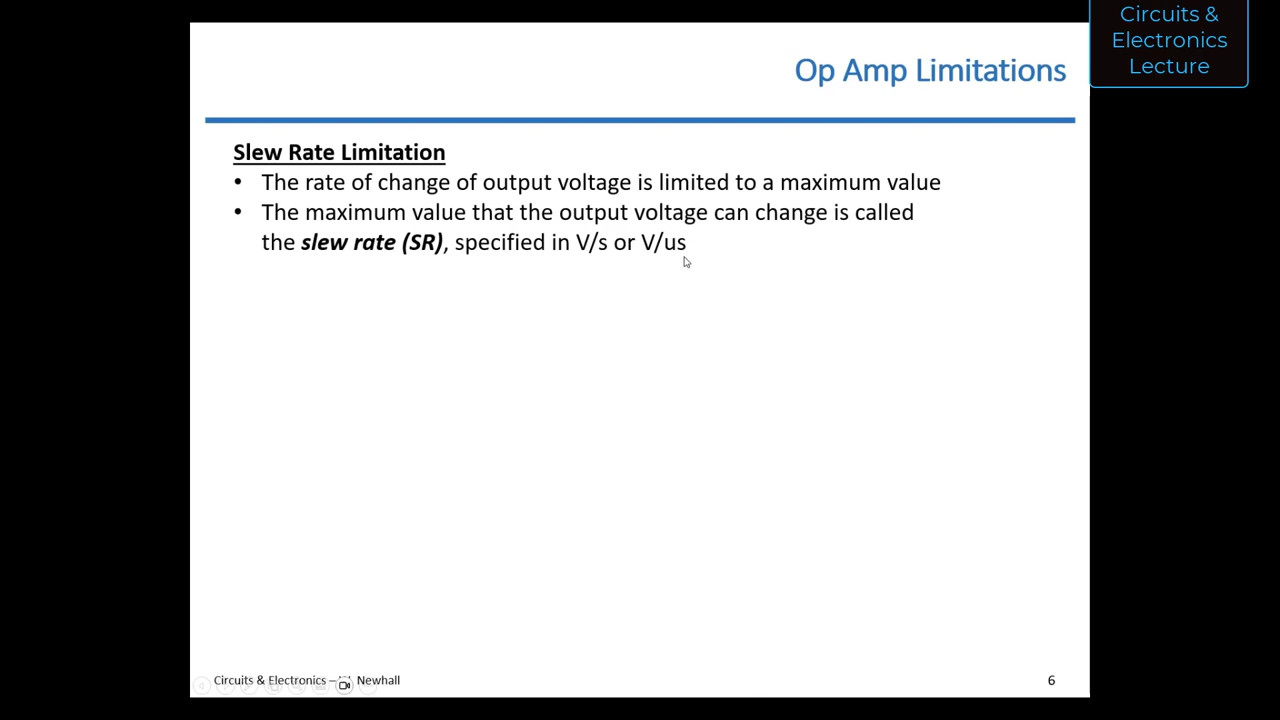 Circuits &
Electronics
Lecture
Op Amp Limitations
Slew Rate Limitation
• The rate of change of output voltage is limited to a maximum value
• The maximum value that the output voltage can change is called
the slew rate (SR), specified in V/s or V/us
Circuits & Electronics – Newhall
6